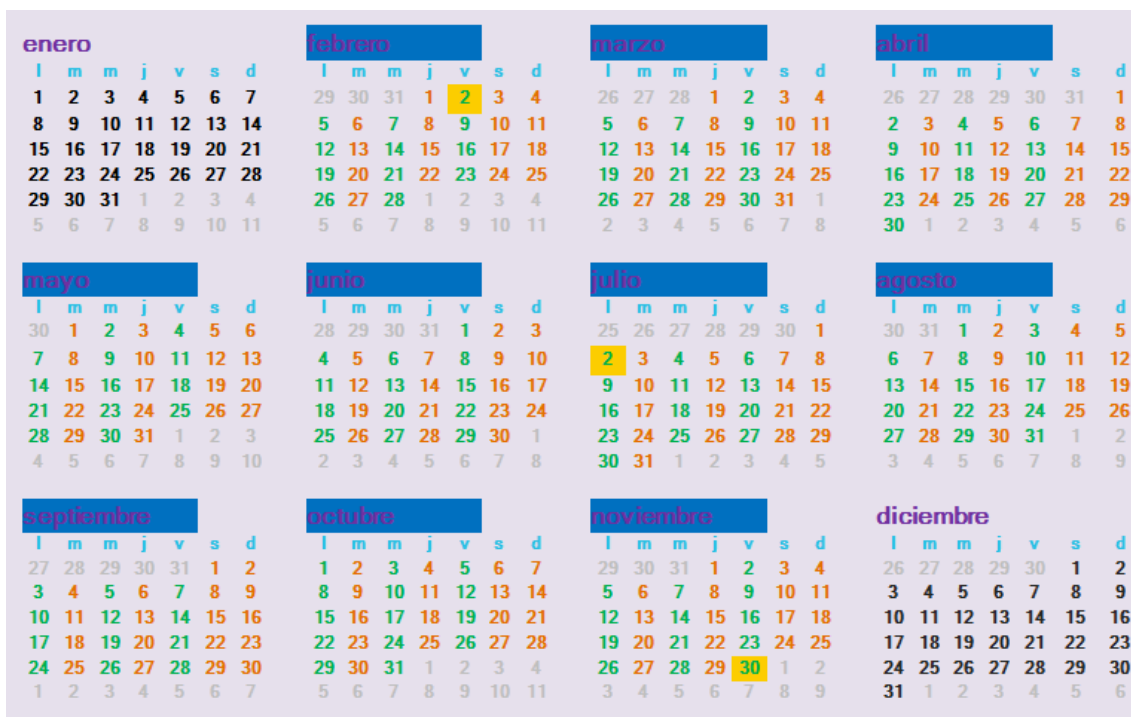 enero febrero marzo abril
l m m j v s d l m m j v s d l m m j v s d l m m j v s d
1 2 3 4 5 6 7 29 30 31 1 2 3 4 26 27 28 1 2 3 4 26 27 28 29 30 31 1
8 9 10 11 12 13 14 5 6 7 8 9 10 11 5 6 7 8 9 10 11 2 3 4 5 6 7 8
15 16 17 18 19 20 21 12 13 14 15 16 17 18 12 13 14 15 16 17 18 9 10 11 12 13 14 15
22 23 24 25 26 27 28 19 20 21 22 23 24 25 19 20 21 22 23 24 25 16 17 18 19 20 21 22
29 30 31 1 2 3 4 26 27 28 1 2 3 4 26 27 28 29 30 31 1 23 24 25 26 27 28 29
5 6 7 8 9 10 11 5 6 7 8 9 10 11 2 3 4 5 6 7 8 30 1 2 3 4 5 6
mayo junio julio agosto
l m m j v s d l m m j v s d l m m j v s d l m m j v s d
30 1 2 3 4 5 6 28 29 30 31 1 2 3 25 26 27 28 29 30 1 30 31 1 2 3 4 5
7 8 9 10 11 12 13 4 5 6 7 8 9 10 2 3 4 5 6 7 8 6 7 8 9 10 11 12
14 15 16 17 18 19 20 11 12 13 14 15 16 17 9 10 11 12 13 14 15 13 14 15 16 17 18 19
21 22 23 24 25 26 27 18 19 20 21 22 23 24 16 17 18 19 20 21 22 20 21 22 23 24 25 26
28 29 30 31 1 2 3 25 26 27 28 29 30 1 23 24 25 26 27 28 29 27 28 29 30 31 1 2
4 5 6 7 8 9 10 2 3 4 5 6 7 8 30 31 1 2 3 4 5 3 4 5 6 7 8 9
septiembre octubre noviembre diciembre
l m m j v s d l m m j v s d l m m j v s d l m m j v s d
27 28 29 30 31 1 2 1 2 3 4 5 6 7 29 30 31 1 2 3 4 26 27 28 29 30 1 2
3 4 5 6 7 8 9 8 9 10 11 12 13 14 5 6 7 8 9 10 11 3 4 5 6 7 8 9
10 11 12 13 14 15 16 15 16 17 18 19 20 21 12 13 14 15 16 17 18 10 11 12 13 14 15 16
17 18 19 20 21 22 23 22 23 24 25 26 27 28 19 20 21 22 23 24 25 17 18 19 20 21 22 23
24 25 26 27 28 29 30 29 30 31 1 2 3 4 26 27 28 29 30 1 2 24 25 26 27 28 29 30
1 2 3 4 5 6 7 5 6 7 8 9 10 11 3 4 5 6 7 8 9 31 1 2 3 4 5 6